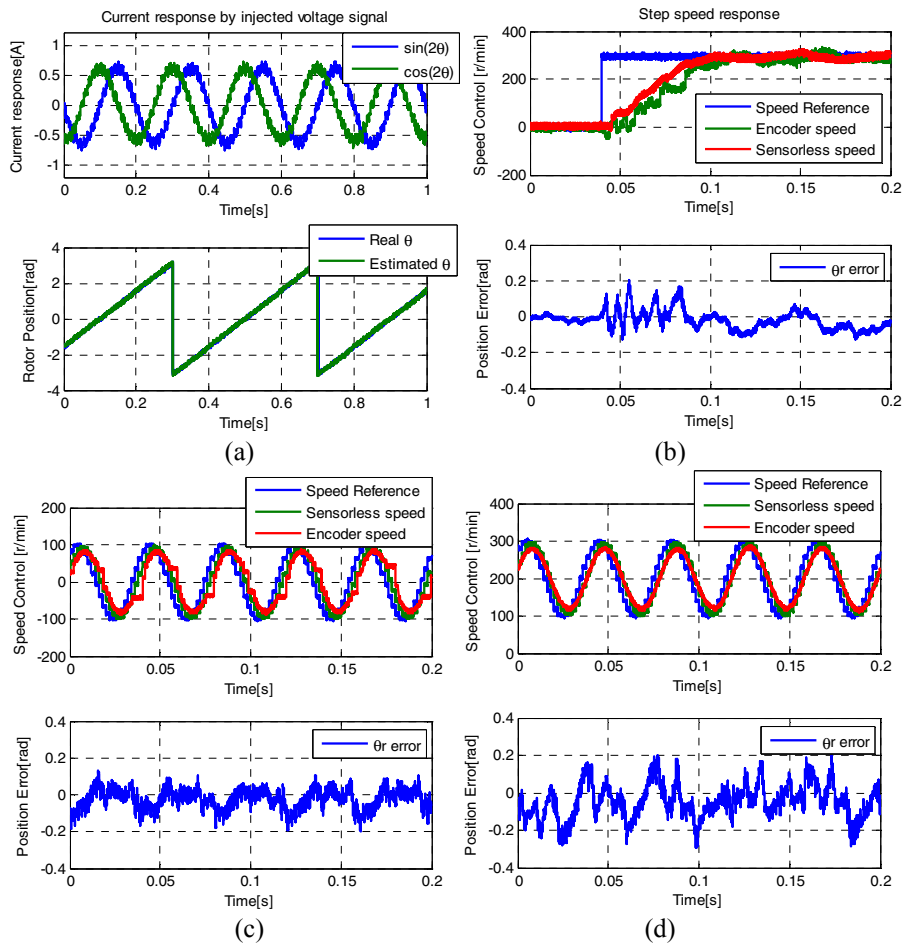 Current response by injected voltage signal
Current response[A]
1
0.5
0
-0.5
-1
sin(2θ)
cos(2θ)
0 0.2 0.4 0.6 0.8 1
Time[s]
Rotor Position[rad]
4
2
0
-2
-4
Real θ
Estimated θ
0 0.2 0.4 0.6 0.8 1
Time[s]
(a)
Step speed response
Speed Control [r/min]
400
200
0
-200
Speed Reference
Encoder speed
Sensorless speed
0 0.05 0.1 0.15 0.2
Time[s]
Position Error[rad]
0.4
0.2
0
-0.2
-0.4
θr error
0 0.05 0.1 0.15 0.2
Time[s]
(b)
Speed Control [r/min]
200
100
0
-100
-200
Speed Reference
Sensorless speed
Encoder speed
0 0.05 0.1 0.15 0.2
Time[s]
Position Error[rad]
0.4
0.2
0
-0.2
-0.4
θr error
0 0.05 0.1 0.15 0.2
Time[s]
(c)
Speed Control [r/min]
400
300
200
100
0
Speed Reference
Sensorless speed
Encoder speed
0 0.05 0.1 0.15 0.2
Time[s]
Position Error[rad]
0.4
0.2
0
-0.2
-0.4
θr error
0 0.05 0.1 0.15 0.2
Time[s]
(d)